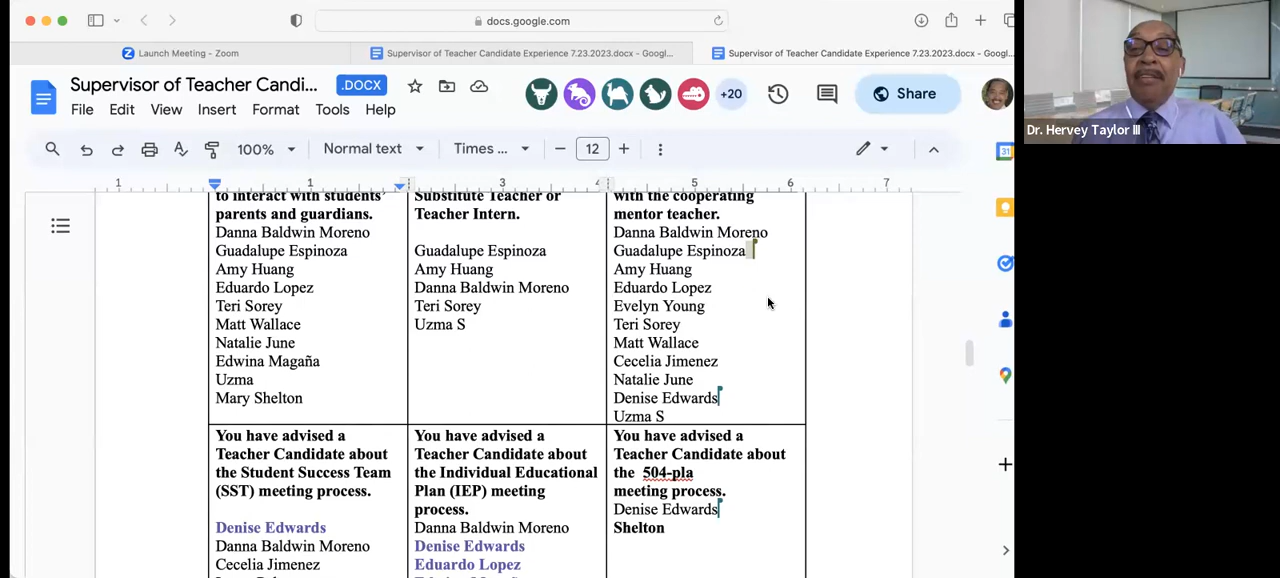 docs.google.com
Launch Meeting - Zoom
Supervisor of Teacher Candidate Experience 7.23.2023.docx - Googl...
Supervisor of Teacher Candidate Experience 7.23.2023.docx - Googl...
Supervisor of Teacher Candi...
.DOCX
+20
Share
File Edit View Insert Format Tools Help
100%
Normal text
Times ...
12
1 1 3 4 5 6 7
to interact with students'
parents and guardians.
Danna Baldwin Moreno
Guadalupe Espinoza
Amy Huang
Eduardo Lopez
Teri Sorey
Matt Wallace
Natalie June
Edwina Magaña
Uzma
Mary Shelton
Substitute Teacher or
Teacher Intern.
Guadalupe Espinoza
Amy Huang
Danna Baldwin Moreno
Teri Sorey
Uzma S
with the cooperating
mentor teacher.
Danna Baldwin Moreno
Guadalupe Espinoza
Amy Huang
Eduardo Lopez
Evelyn Young
Teri Sorey
Matt Wallace
Cecelia Jimenez
Natalie June
Denise Edwards
Uzma S
You have advised a
Teacher Candidate about
the Student Success Team
(SST) meeting process.
Denise Edwards
Danna Baldwin Moreno
Cecelia Jimenez
You have advised a
Teacher Candidate about
the Individual Educational
Plan (IEP) meeting
process.
Danna Baldwin Moreno
Denise Edwards
Eduardo Lopez
You have advised a
Teacher Candidate about
the 504-pla
meeting process.
Denise Edwards
Shelton
Dr. Hervey Taylor III
31